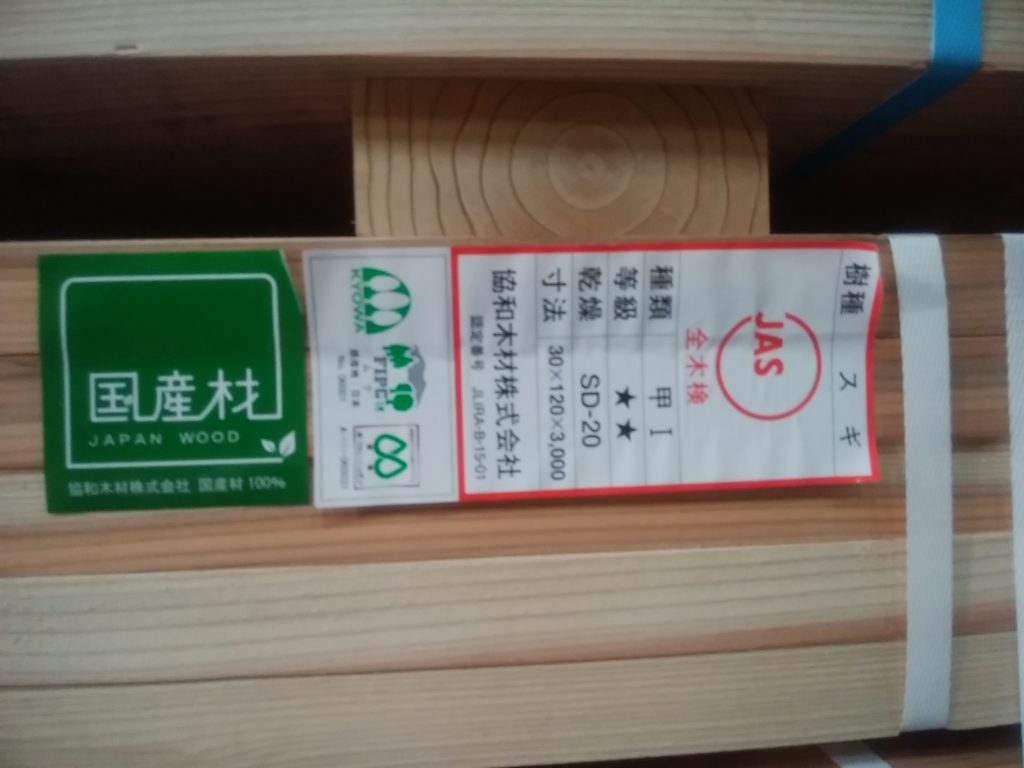 樹種 スギ
JAS
全木検
種類 甲Ⅰ
等級 ★★
乾燥 SD-20
寸法 30×120×3,000
協和木材株式会社
認定番号 JLIRA-B-15-01
KYOWA
FIPC
国産材
JAPAN WOOD
協和木材株式会社 国産材100%